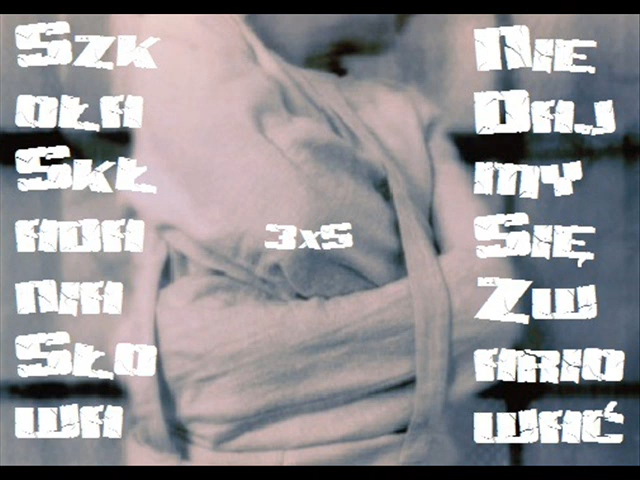 Szk
oła
Skł
ada
nia
Sło
wa
3xS
Nie
Daj
my
Się
Zw
ario
wać